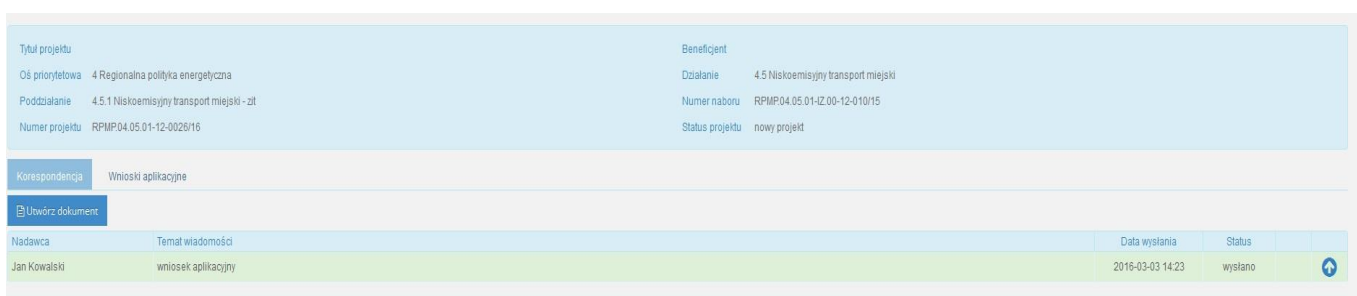 Tytuł projektu Beneficjent
Oś priorytetowa 4 Regionalna polityka energetyczna Działanie 4.5 Niskoemisyjny transport miejski
Poddziałanie 4.5.1 Niskoemisyjny transport miejski - zit Numer naboru RPMP.04.05.01-IZ.00-12-010/15
Numer projektu RPMP.04.05.01-12-0026/16 Status projektu nowy projekt
Korespondencja Wnioski aplikacyjne
Utwórz dokument
Nadawca Temat wiadomości Data wysłania Status
Jan Kowalski wniosek aplikacyjny 2016-03-03 14:23 wysłano